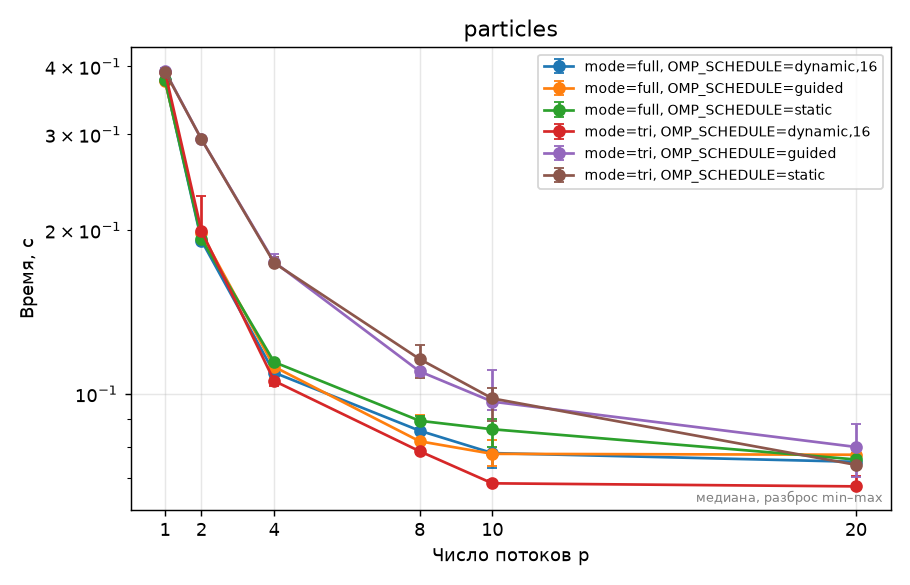 particles
4 × 10⁻¹
3 × 10⁻¹
2 × 10⁻¹
10⁻¹
Время, с
mode=full, OMP_SCHEDULE=dynamic,16
mode=full, OMP_SCHEDULE=guided
mode=full, OMP_SCHEDULE=static
mode=tri, OMP_SCHEDULE=dynamic,16
mode=tri, OMP_SCHEDULE=guided
mode=tri, OMP_SCHEDULE=static
медиана, разброс min–max
1 2 4 8 10 20
Число потоков p